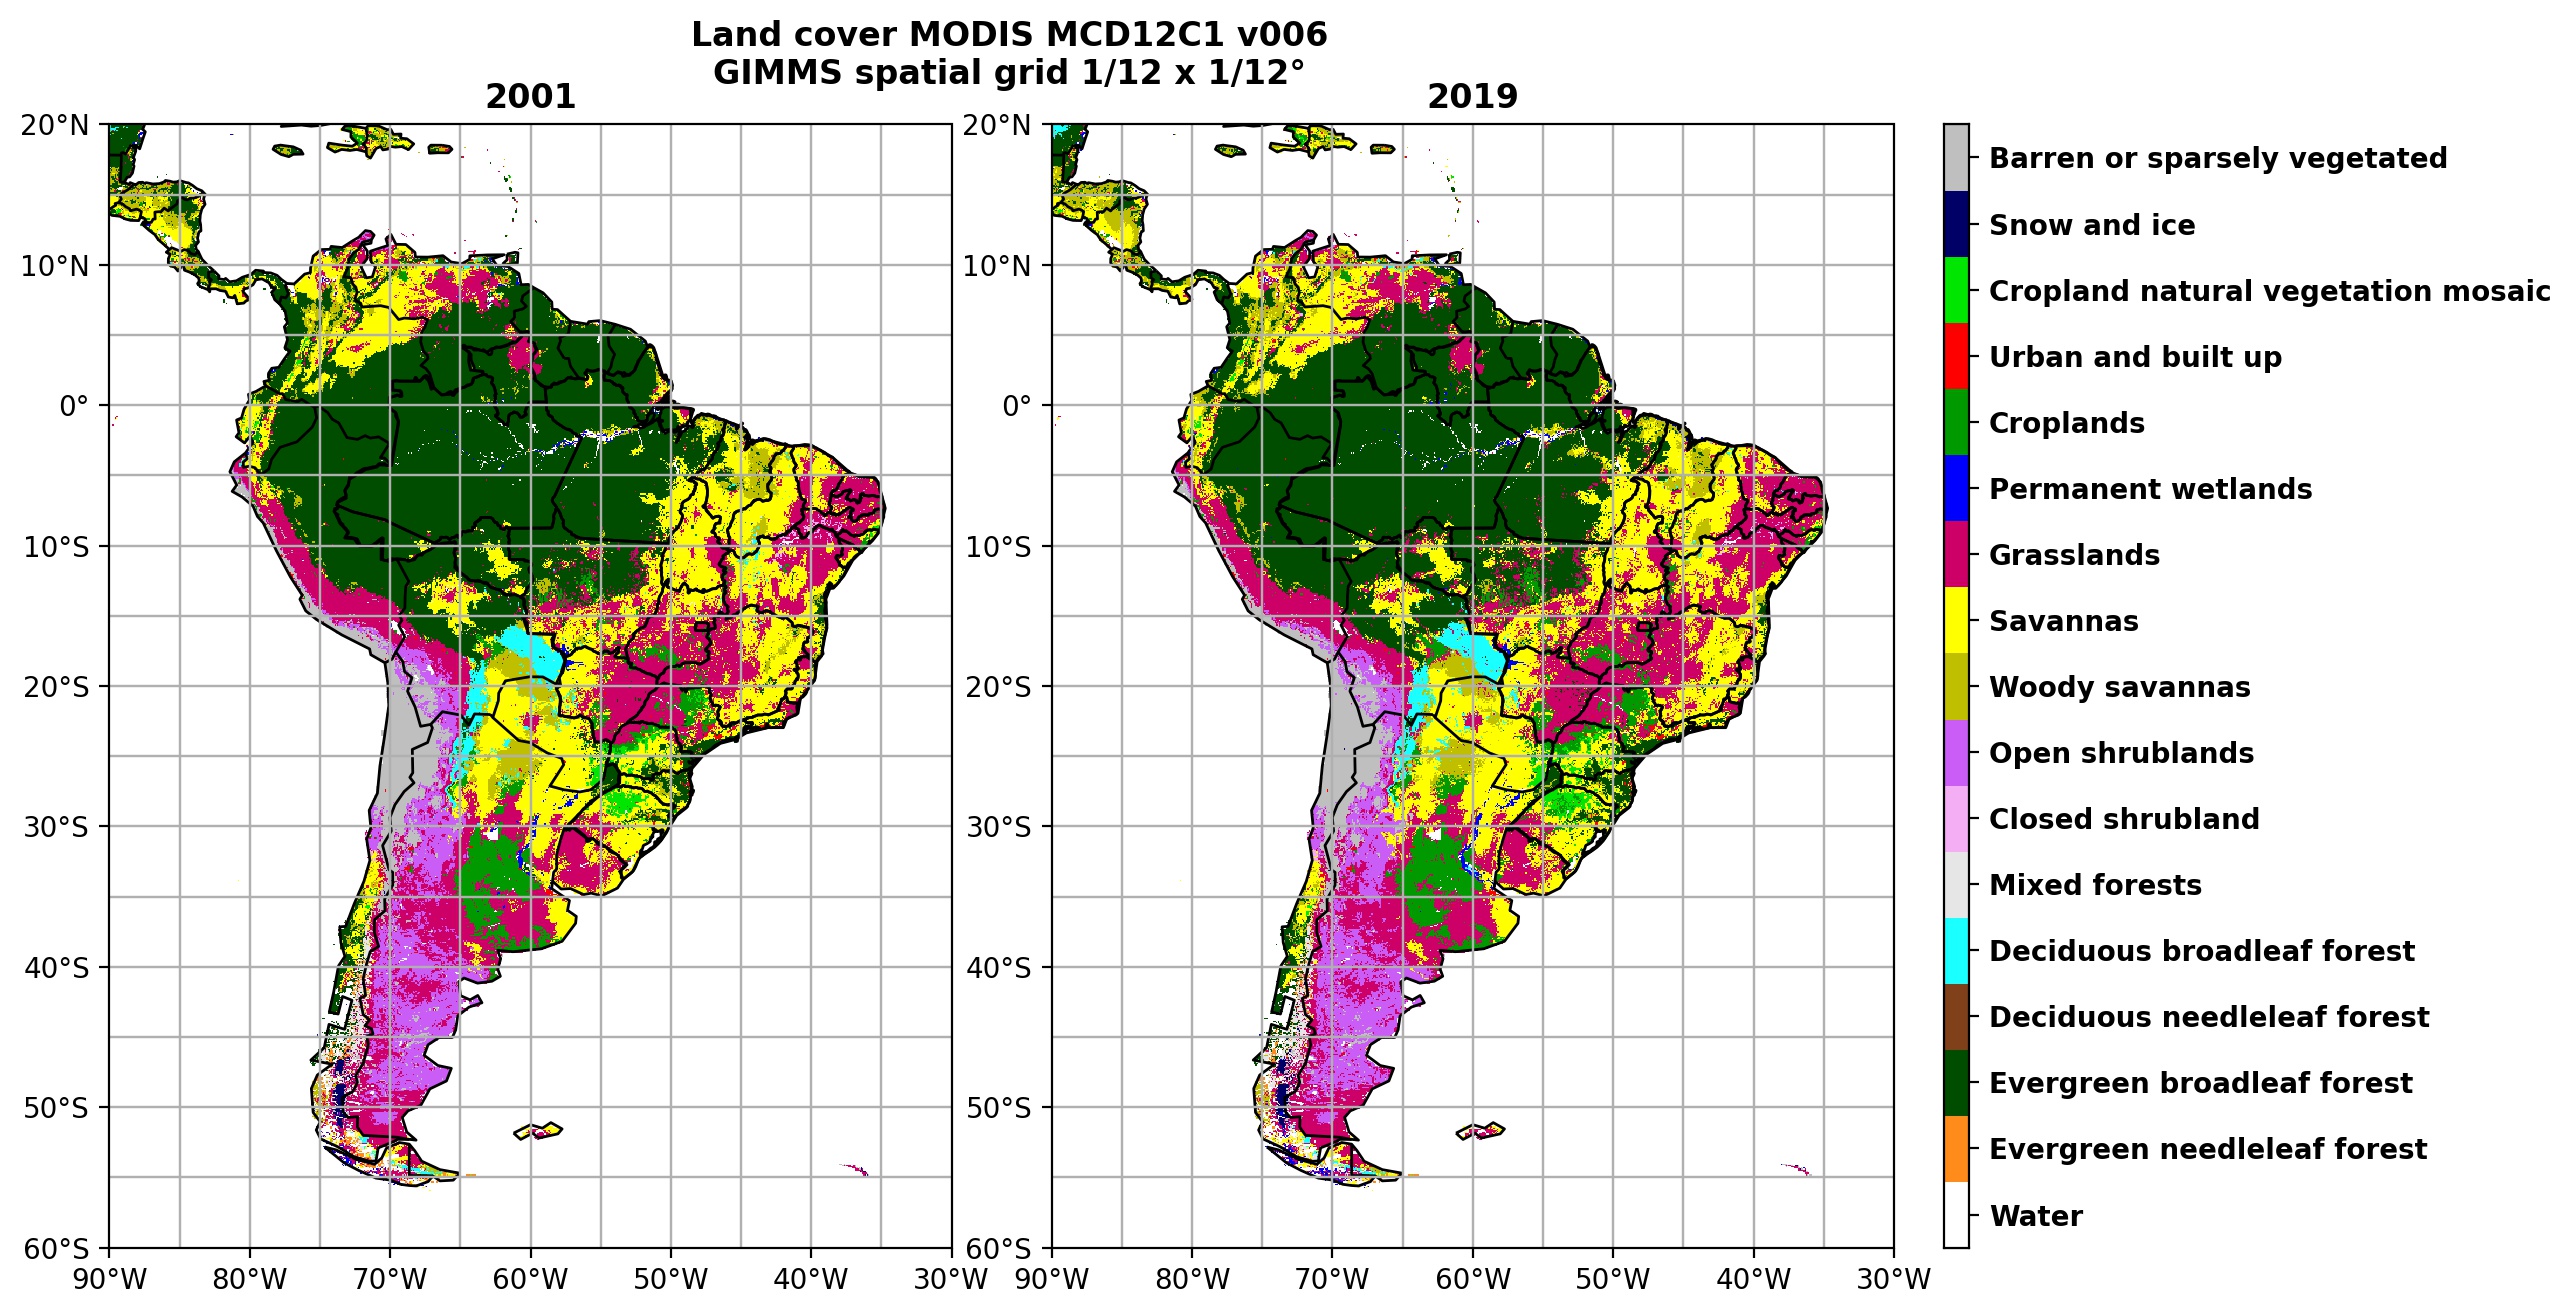 Land cover MODIS MCD12C1 v006
GIMMS spatial grid 1/12 x 1/12°
2001
2019
20°N
10°N
0°
10°S
20°S
30°S
40°S
50°S
60°S
90°W 80°W 70°W 60°W 50°W 40°W 30°W
20°N
10°N
0°
10°S
20°S
30°S
40°S
50°S
60°S
90°W 80°W 70°W 60°W 50°W 40°W 30°W
Barren or sparsely vegetated
Snow and ice
Cropland natural vegetation mosaic
Urban and built up
Croplands
Permanent wetlands
Grasslands
Savannas
Woody savannas
Open shrublands
Closed shrubland
Mixed forests
Deciduous broadleaf forest
Deciduous needleleaf forest
Evergreen broadleaf forest
Evergreen needleleaf forest
Water